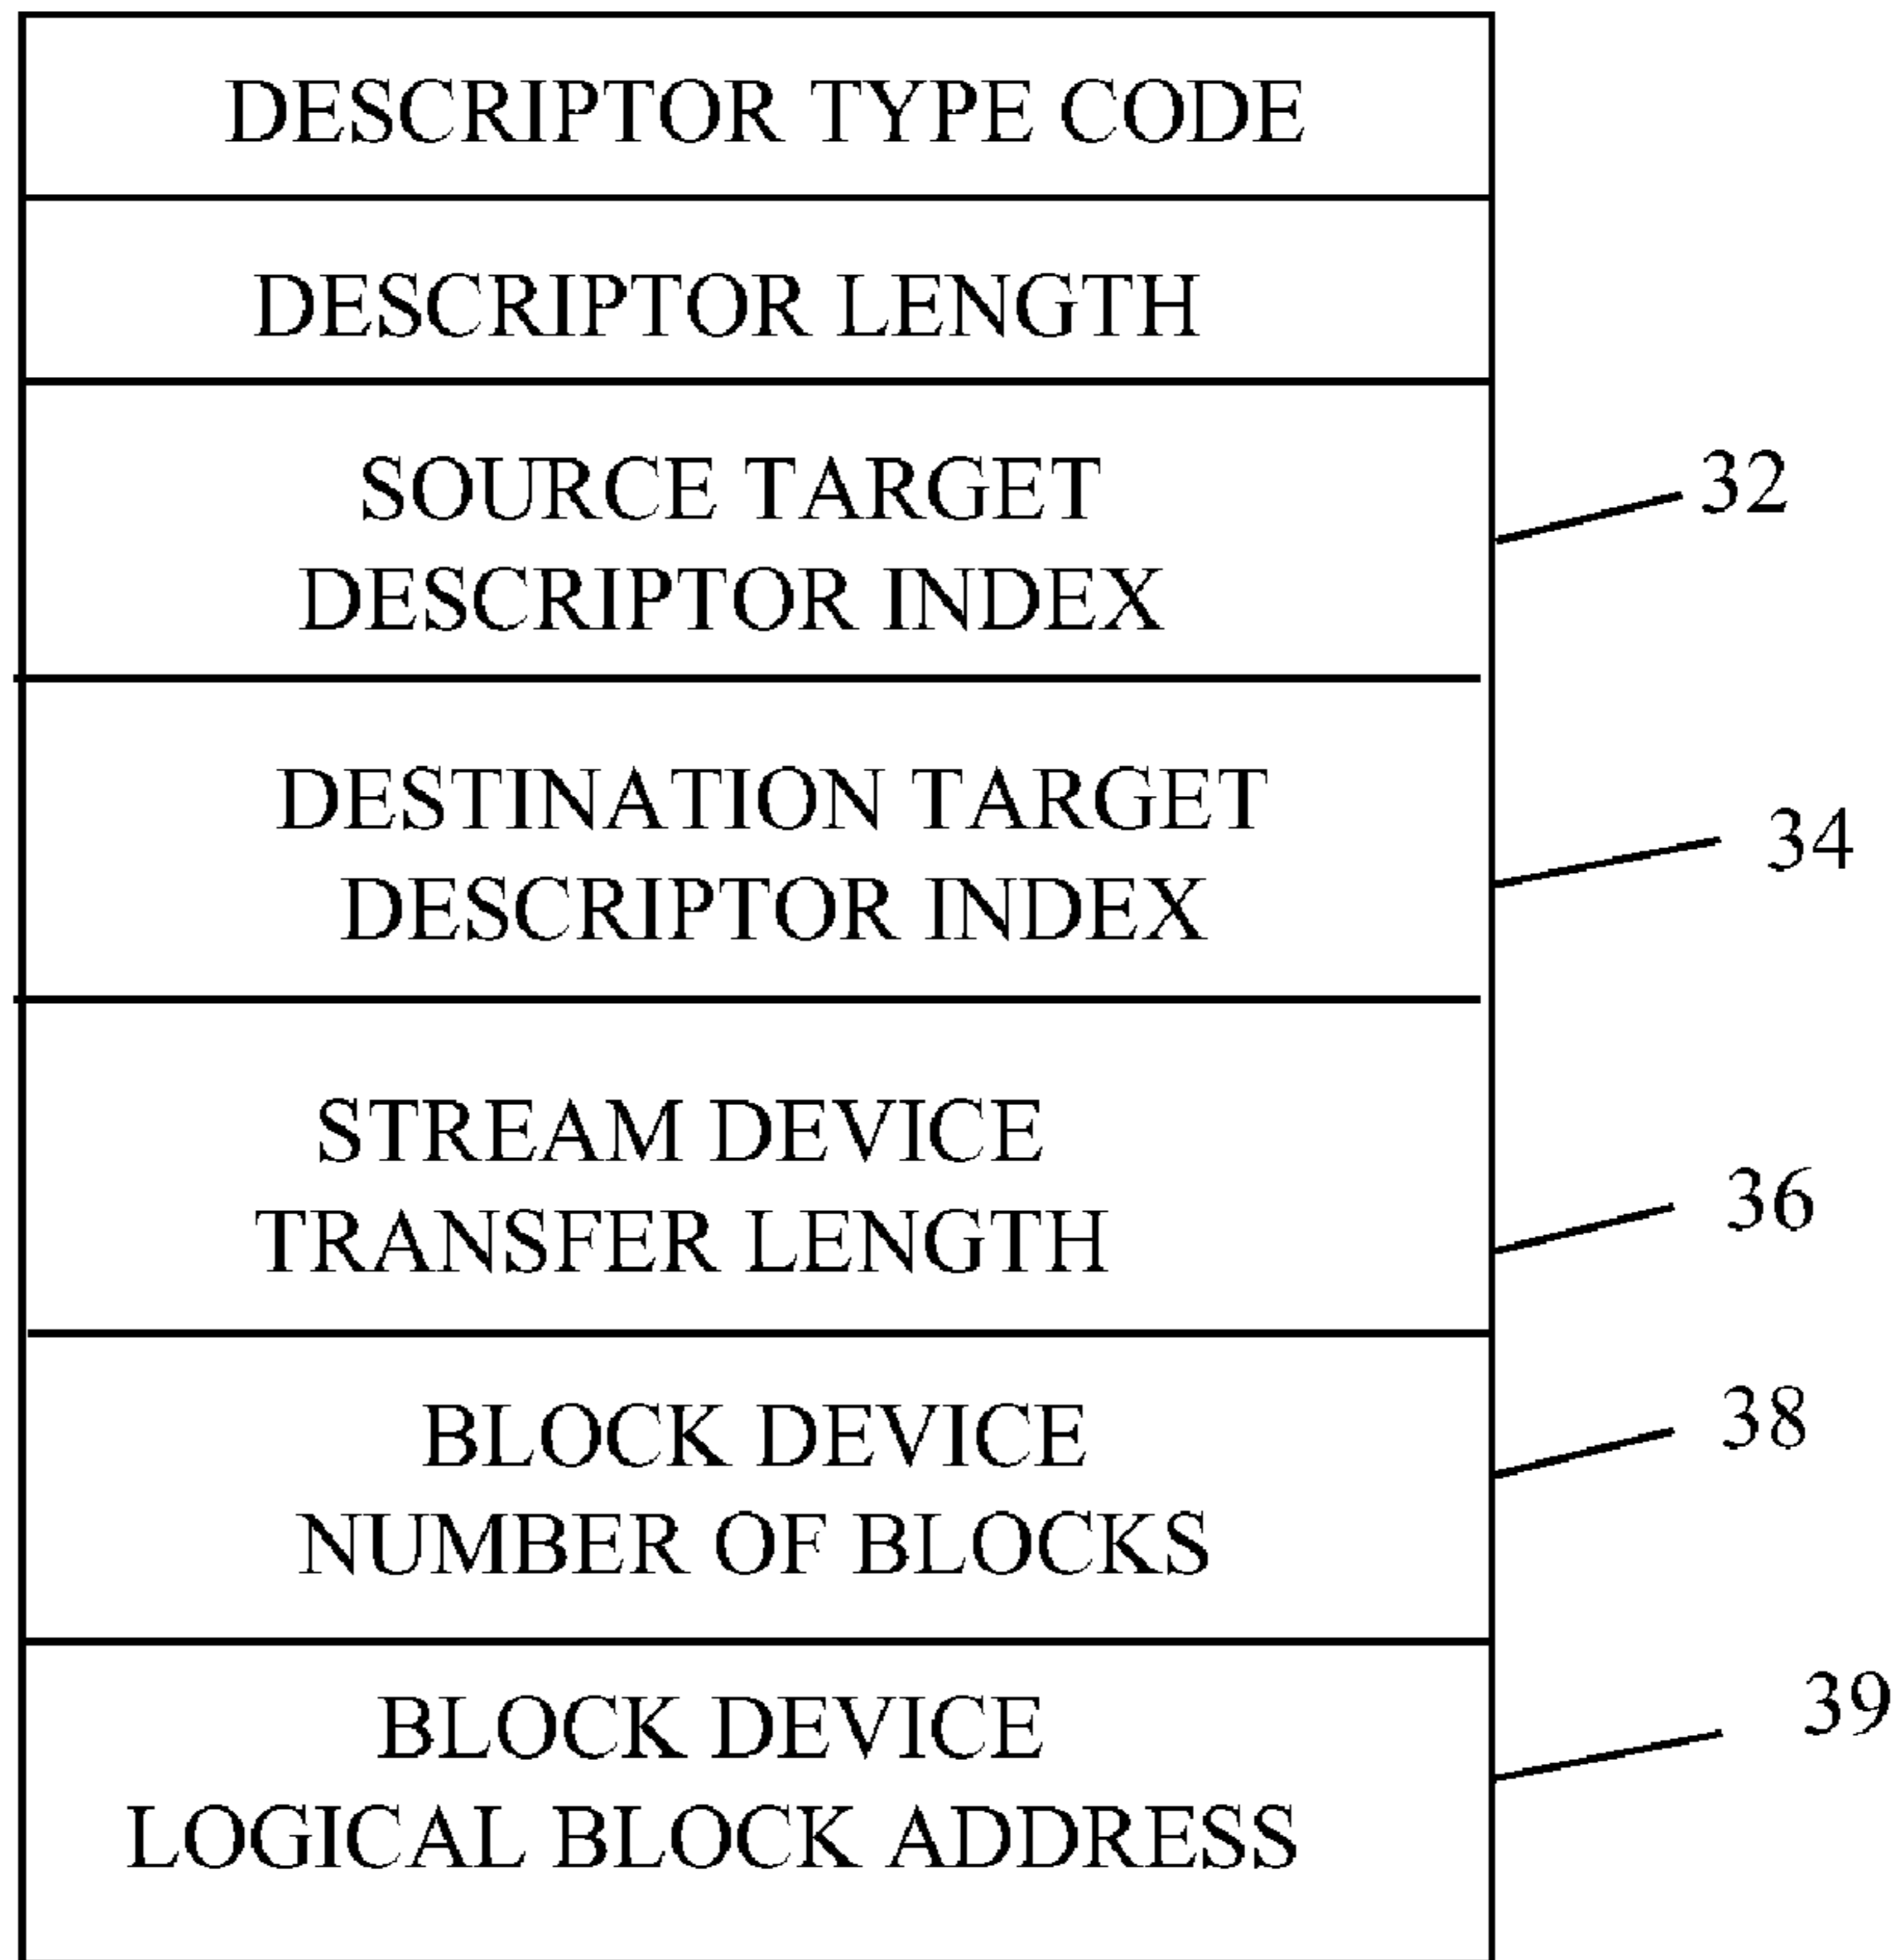 DESCRIPTOR TYPE CODE
DESCRIPTOR LENGTH
SOURCE TARGET
DESCRIPTOR INDEX
32
DESTINATION TARGET
DESCRIPTOR INDEX
34
STREAM DEVICE
TRANSFER LENGTH
36
BLOCK DEVICE
NUMBER OF BLOCKS
38
BLOCK DEVICE
LOGICAL BLOCK ADDRESS
39